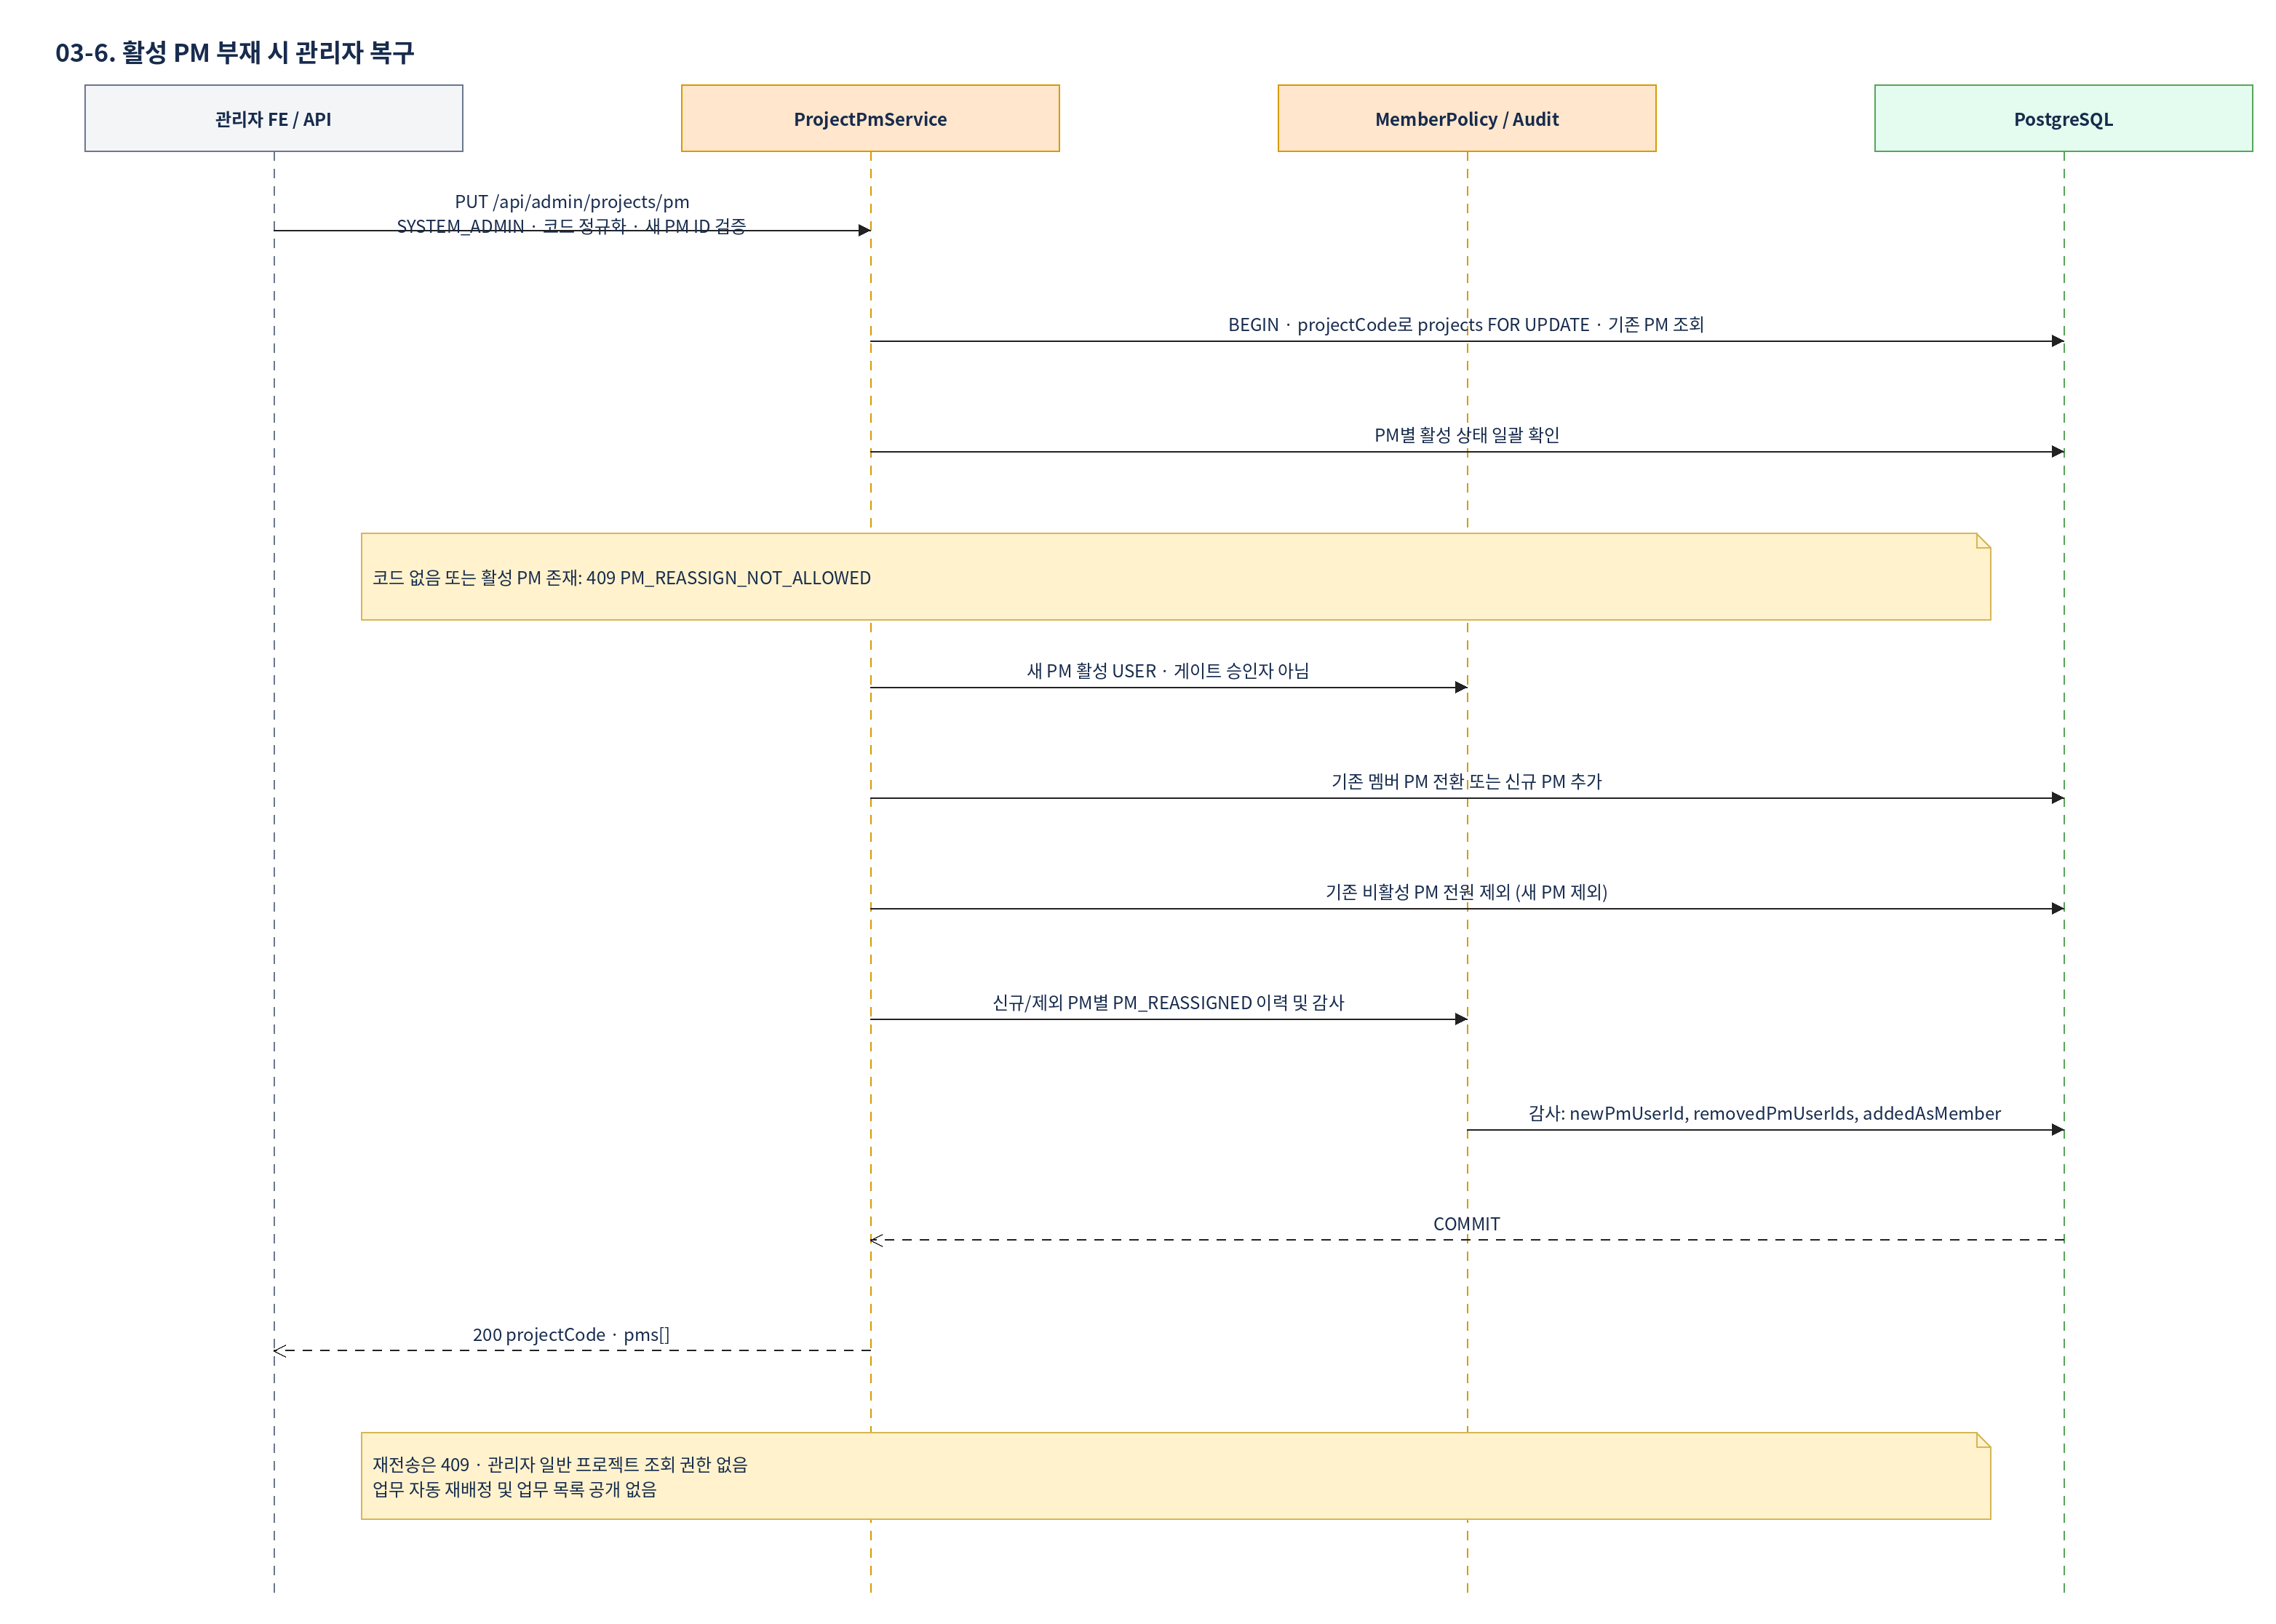 03-6. 활성 PM 부재 시 관리자 복구
관리자 FE / API
ProjectPmService
MemberPolicy / Audit
PostgreSQL
PUT /api/admin/projects/pm
SYSTEM_ADMIN · 코드 정규화 · 새 PM ID 검증
BEGIN · projectCode로 projects FOR UPDATE · 기존 PM 조회
PM별 활성 상태 일괄 확인
코드 없음 또는 활성 PM 존재: 409 PM_REASSIGN_NOT_ALLOWED
새 PM 활성 USER · 게이트 승인자 아님
기존 멤버 PM 전환 또는 신규 PM 추가
기존 비활성 PM 전원 제외 (새 PM 제외)
신규/제외 PM별 PM_REASSIGNED 이력 및 감사
감사: newPmUserId, removedPmUserIds, addedAsMember
COMMIT
200 projectCode · pms[]
재전송은 409 · 관리자 일반 프로젝트 조회 권한 없음
업무 자동 재배정 및 업무 목록 공개 없음